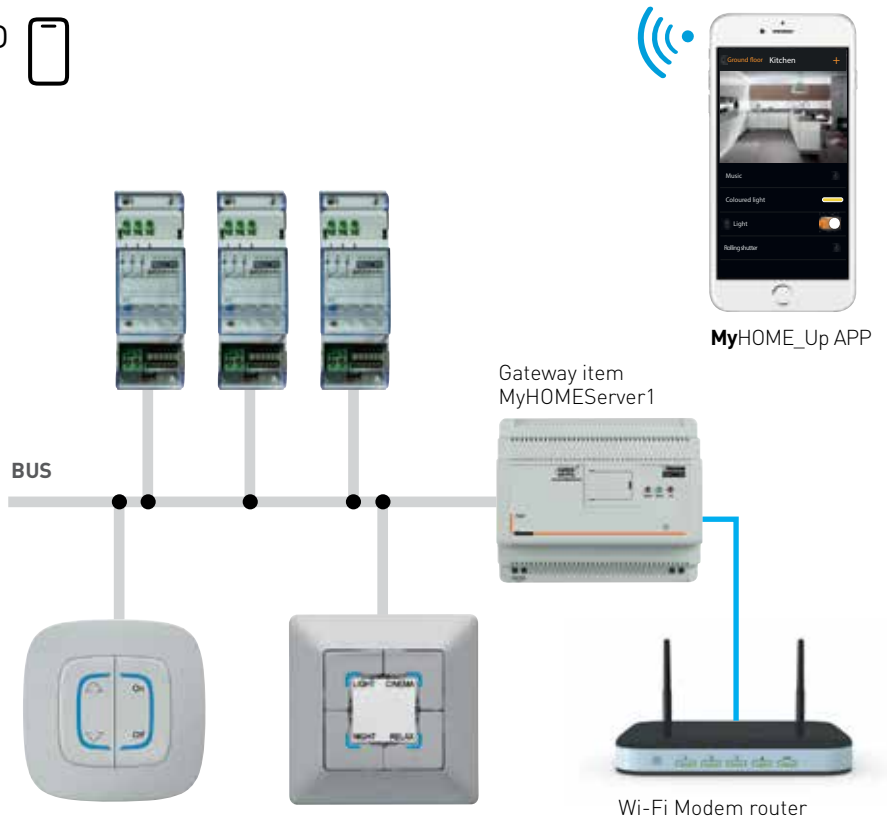 Ground floor Kitchen +
Music
Coloured light
Light
Rolling shutter
MyHOME_Up APP
Gateway item
MyHOMEServer1
BUS
On
Off
LIGHT CINEMA
NIGHT RELAX
Wi-Fi Modem router